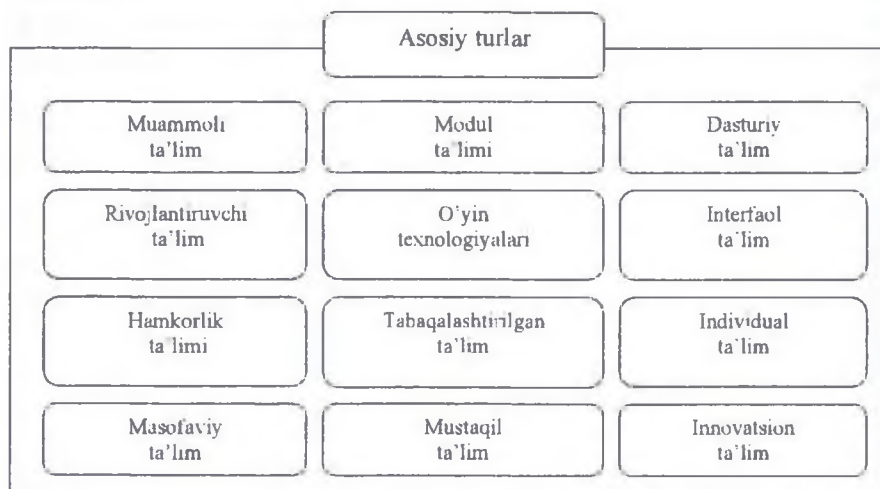 Asosiy turlar
Muammoli
ta'lim
Modul
ta'limi
Dasturiy
ta'lim
Rivojlantiruvchi
ta'lim
O'yin
texnologiyalari
Interfaol
ta'lim
Hamkorlik
ta'limi
Tabaqalashtirilgan
ta'lim
Individual
ta'lim
Masofaviy
ta'lim
Mustaqil
ta'lim
Innovatsion
ta'lim